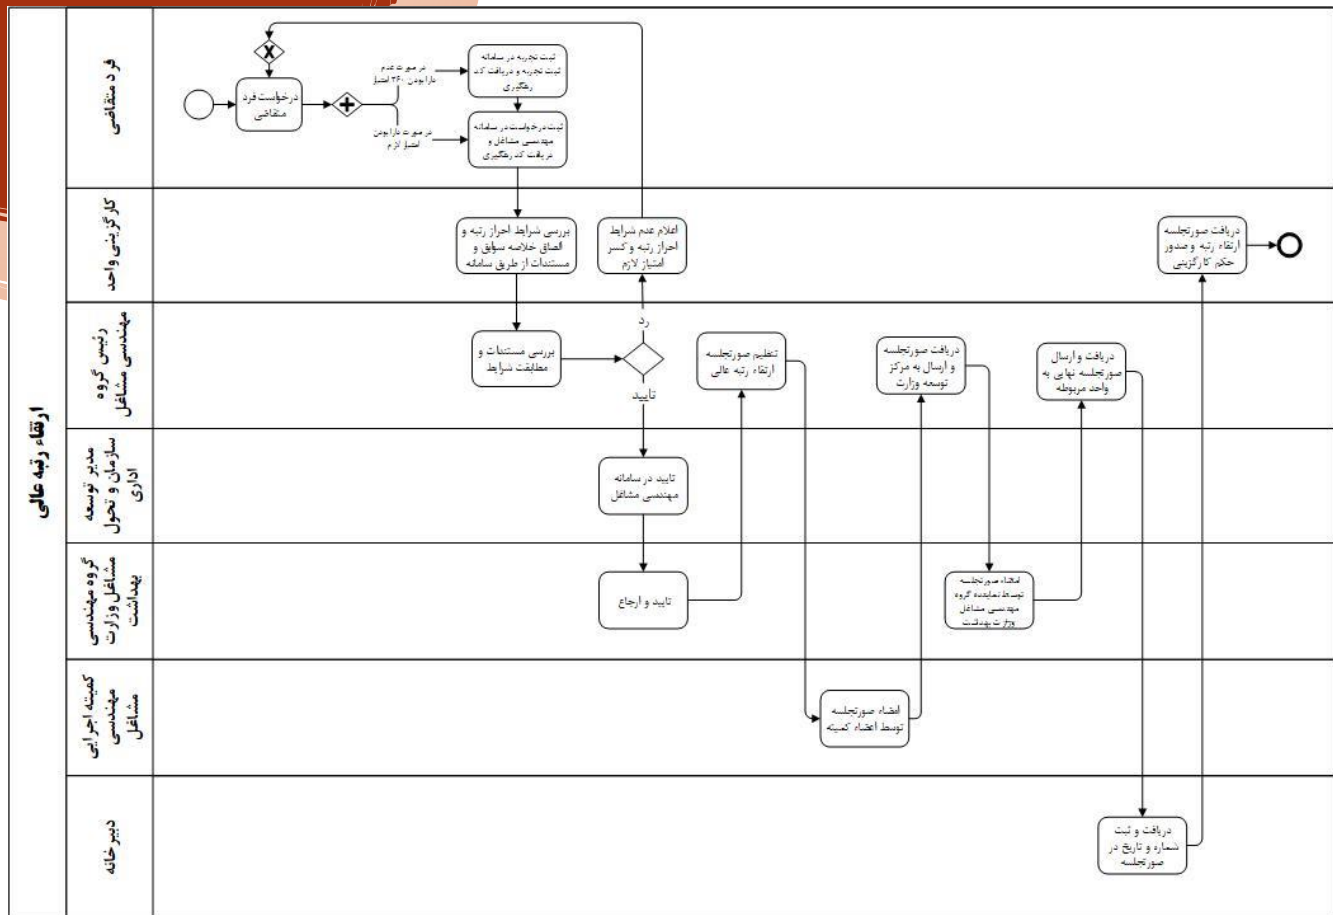 ارتقاء رتبه عالی
فرد متقاضی
درخواست فرد
متقاضی
در صورت عدم
دارا بودن ۳۶۰ امتیاز
در صورت دارا بودن
امتیاز لازم
ثبت تجربه در سامانه
ثبت تجربه و دریافت کد
رهگیری
ثبت درخواست در سامانه
مهندسی مشاغل و
دریافت کد رهگیری
کارگزینی واحد
بررسی شرایط احراز رتبه و
الصاق خلاصه سوابق و
مستندات از طریق سامانه
اعلام عدم شرایط
احراز رتبه و کسر
امتیاز لازم
دریافت صورتجلسه
ارتقاء رتبه و صدور
حکم کارگزینی
رئیس گروه
مهندسی مشاغل
بررسی مستندات و
مطابقت شرایط
رد
تایید
تنظیم صورتجلسه
ارتقاء رتبه عالی
دریافت صورتجلسه
و ارسال به مرکز
توسعه وزارت
دریافت و ارسال
صورتجلسه نهایی به
واحد مربوطه
مدیر توسعه
سازمان و تحول
اداری
تایید در سامانه
مهندسی مشاغل
گروه مهندسی
مشاغل وزارت
بهداشت
تایید و ارجاع
امضاء صورتجلسه
توسط نماینده گروه
مهندسی مشاغل
وزارت بهداشت
کمیته اجرایی
مهندسی
مشاغل
امضاء صورتجلسه
توسط اعضاء کمیته
دبیرخانه
دریافت و ثبت
شماره و تاریخ در
صورتجلسه